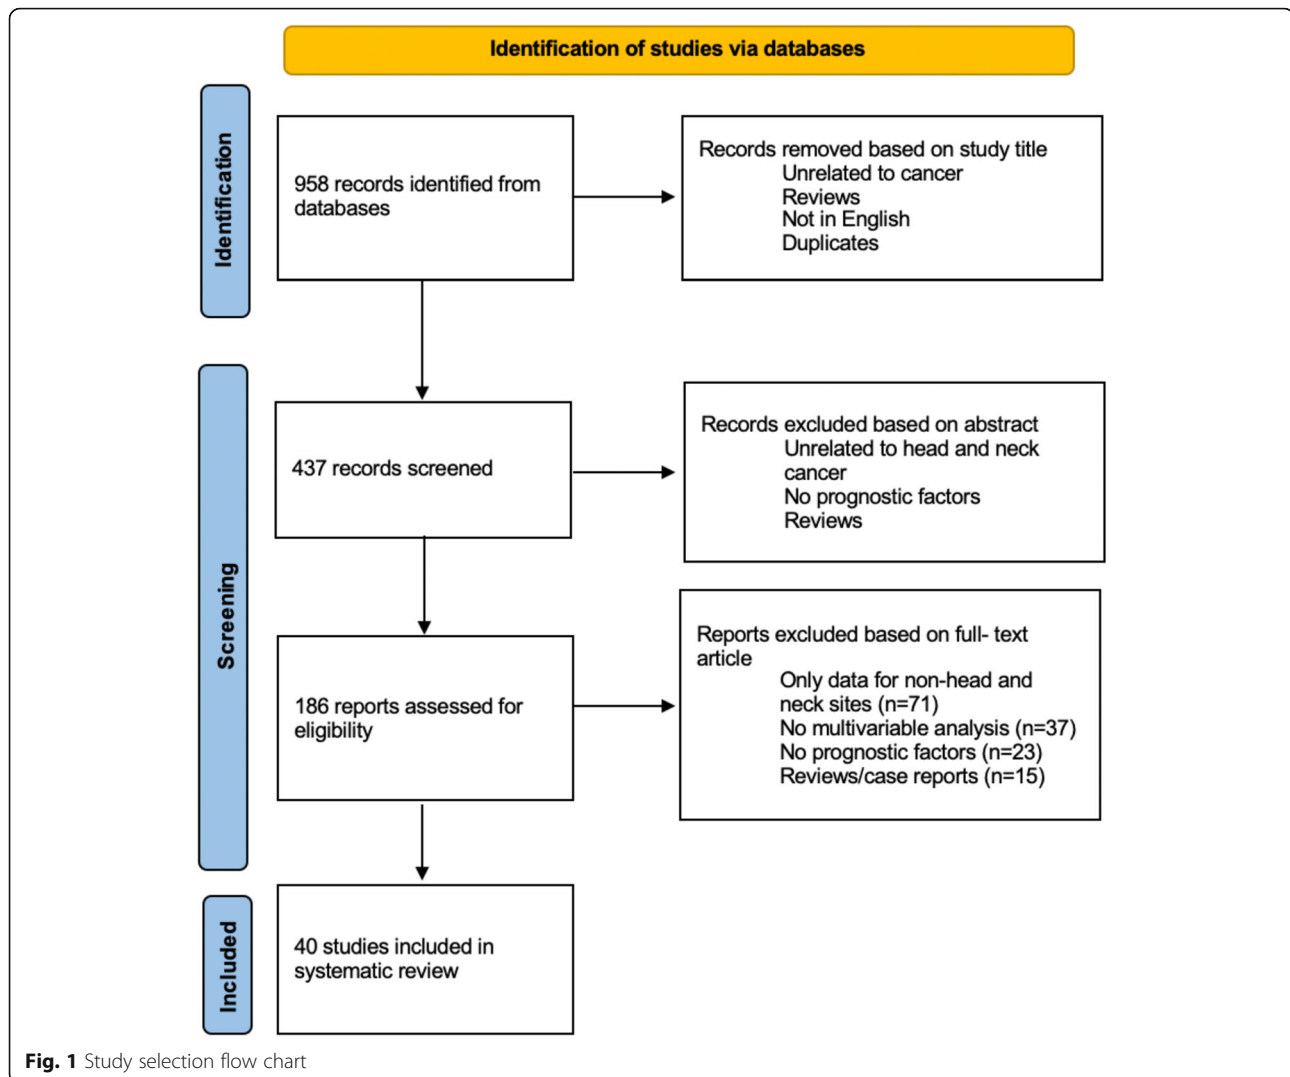 Identification of studies via databases
Identification
958 records identified from
databases
Records removed based on study title
Unrelated to cancer
Reviews
Not in English
Duplicates
Screening
437 records screened
Records excluded based on abstract
Unrelated to head and neck
cancer
No prognostic factors
Reviews
186 reports assessed for
eligibility
Reports excluded based on full- text
article
Only data for non-head and
neck sites (n=71)
No multivariable analysis (n=37)
No prognostic factors (n=23)
Reviews/case reports (n=15)
Included
40 studies included in
systematic review
Fig. 1 Study selection flow chart